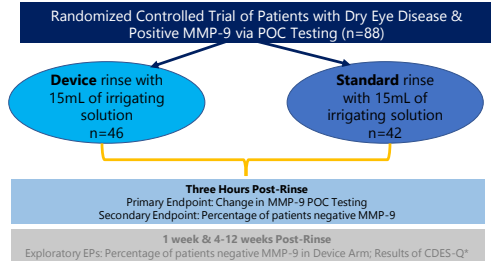 Randomized Controlled Trial of Patients with Dry Eye Disease &
Positive MMP-9 via POC Testing (n=88)
Device rinse with
15mL of irrigating
solution
n=46
Standard rinse
with 15mL of
irrigating solution
n=42
Three Hours Post-Rinse
Primary Endpoint: Change in MMP-9 POC Testing
Secondary Endpoint: Percentage of patients negative MMP-9
1 week & 4-12 weeks Post-Rinse
Exploratory EPs: Percentage of patients negative MMP-9 in Device Arm; Results of CDES-Q*